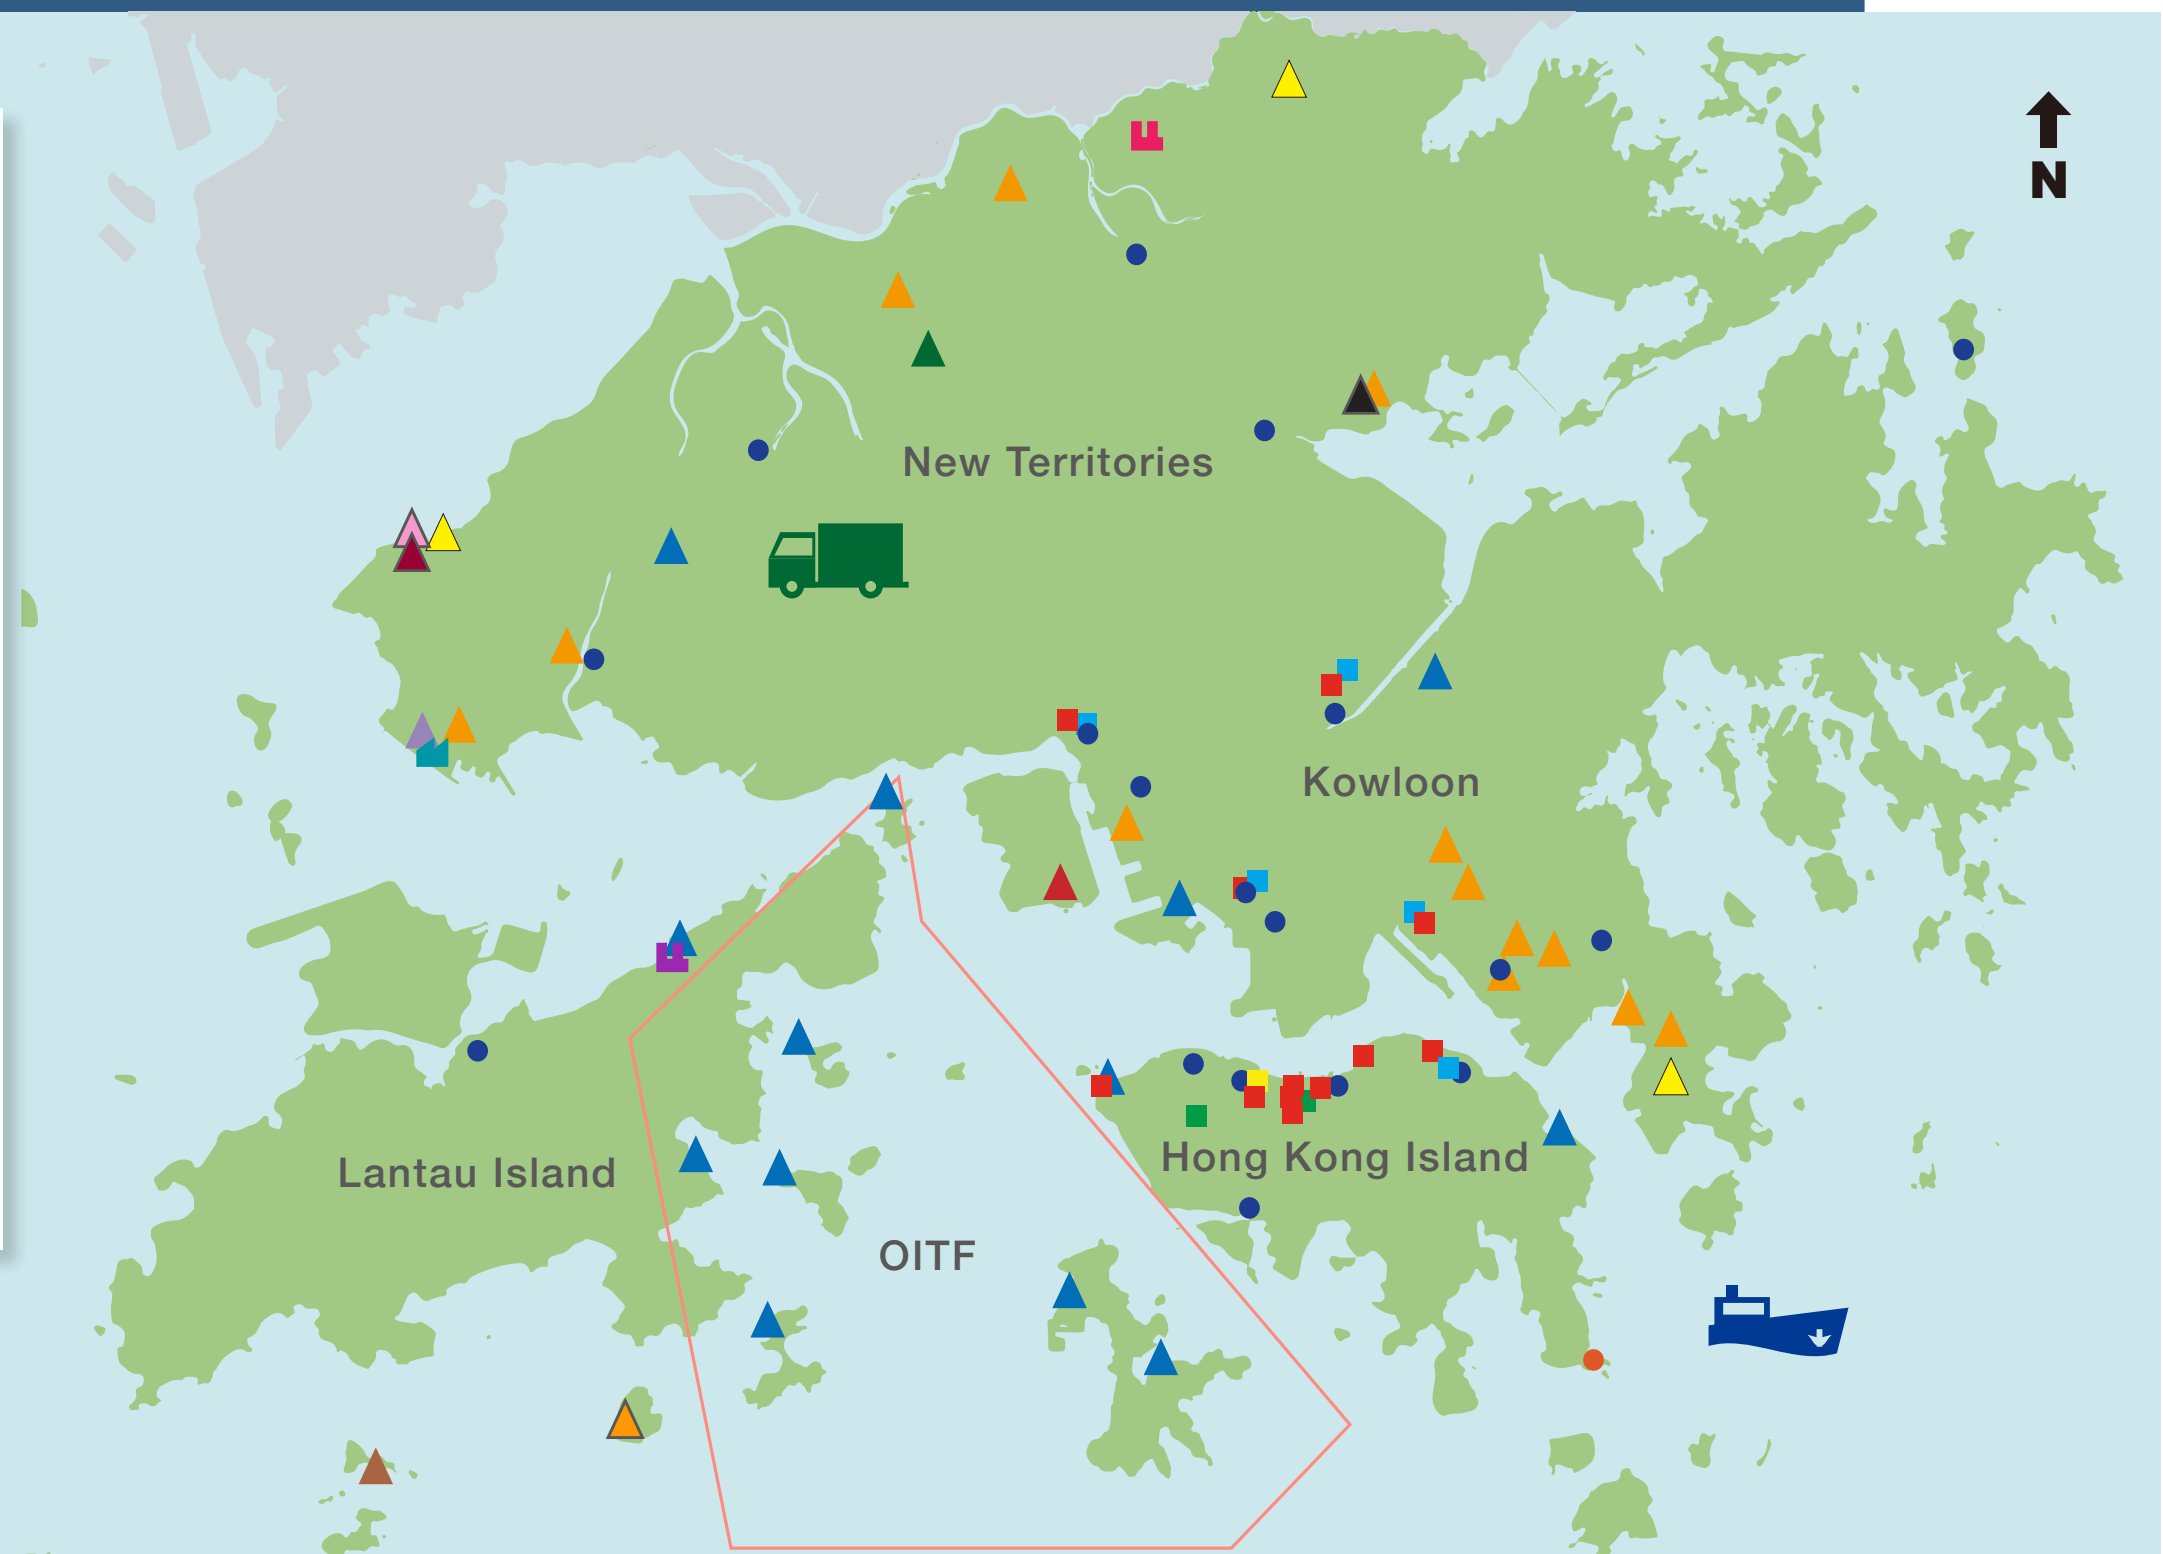 N
New Territories
Kowloon
Hong Kong Island
Lantau Island
OITF